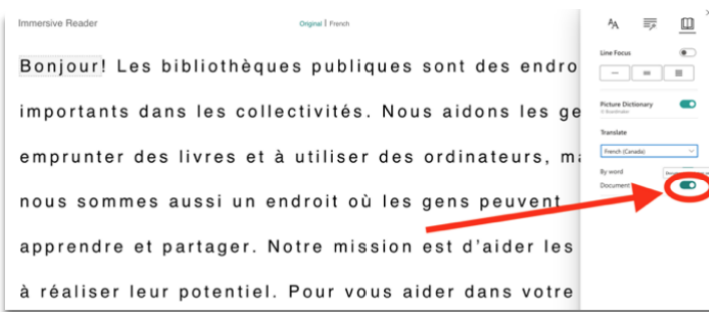 Immersive Reader
Original | French
Bonjour! Les bibliothèques publiques sont des endro
importants dans les collectivités. Nous aidons les ge
emprunter des livres et à utiliser des ordinateurs, ma
nous sommes aussi un endroit où les gens peuvent
apprendre et partager. Notre mission est d'aider les
à réaliser leur potentiel. Pour vous aider dans votre
AA
Line Focus
Picture Dictionary
Translate
French (Canada)
By word
Document